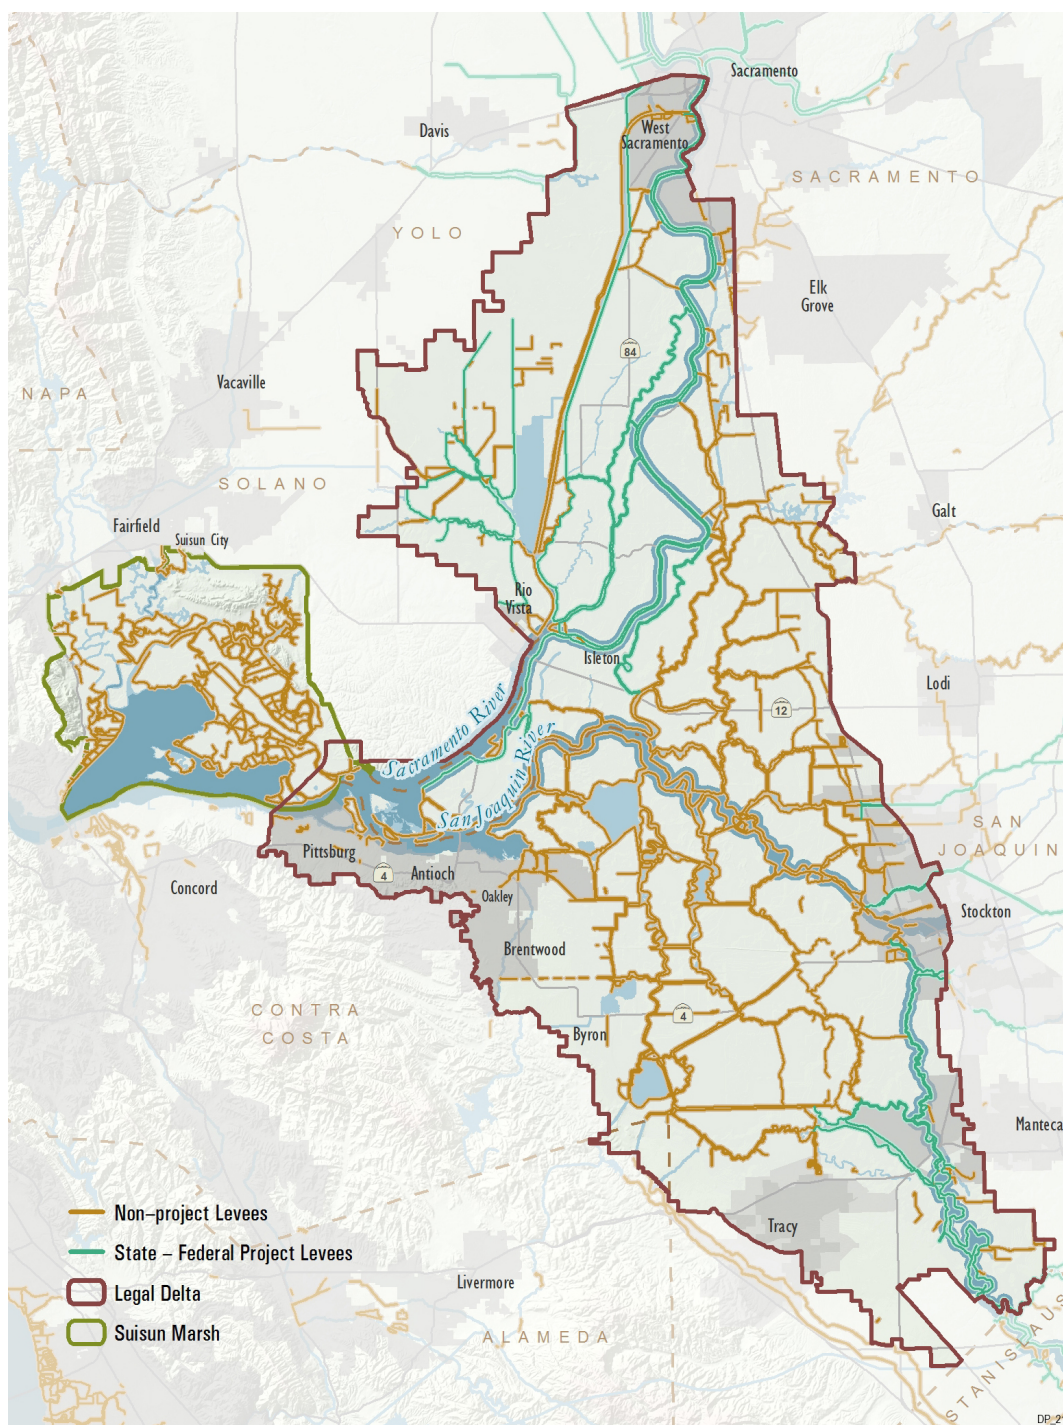 Sacramento
West
Sacramento
Davis
SACRAMENTO
YOLO
Elk
Grove
84
NAPA
Vacaville
SOLANO
Galt
Fairfield
Suisun City
Rio
Vista
Isleton
Lodi
12
Sacramento River
San Joaquin River
SAN
JOAQUIN
Pittsburg
4
Antioch
Concord
Oakley
Stockton
Brentwood
CONTRA
COSTA
4
Byron
Manteca
Tracy
Non-project Levees
State - Federal Project Levees
Legal Delta
Suisun Marsh
Livermore
ALAMEDA
STANISLAUS